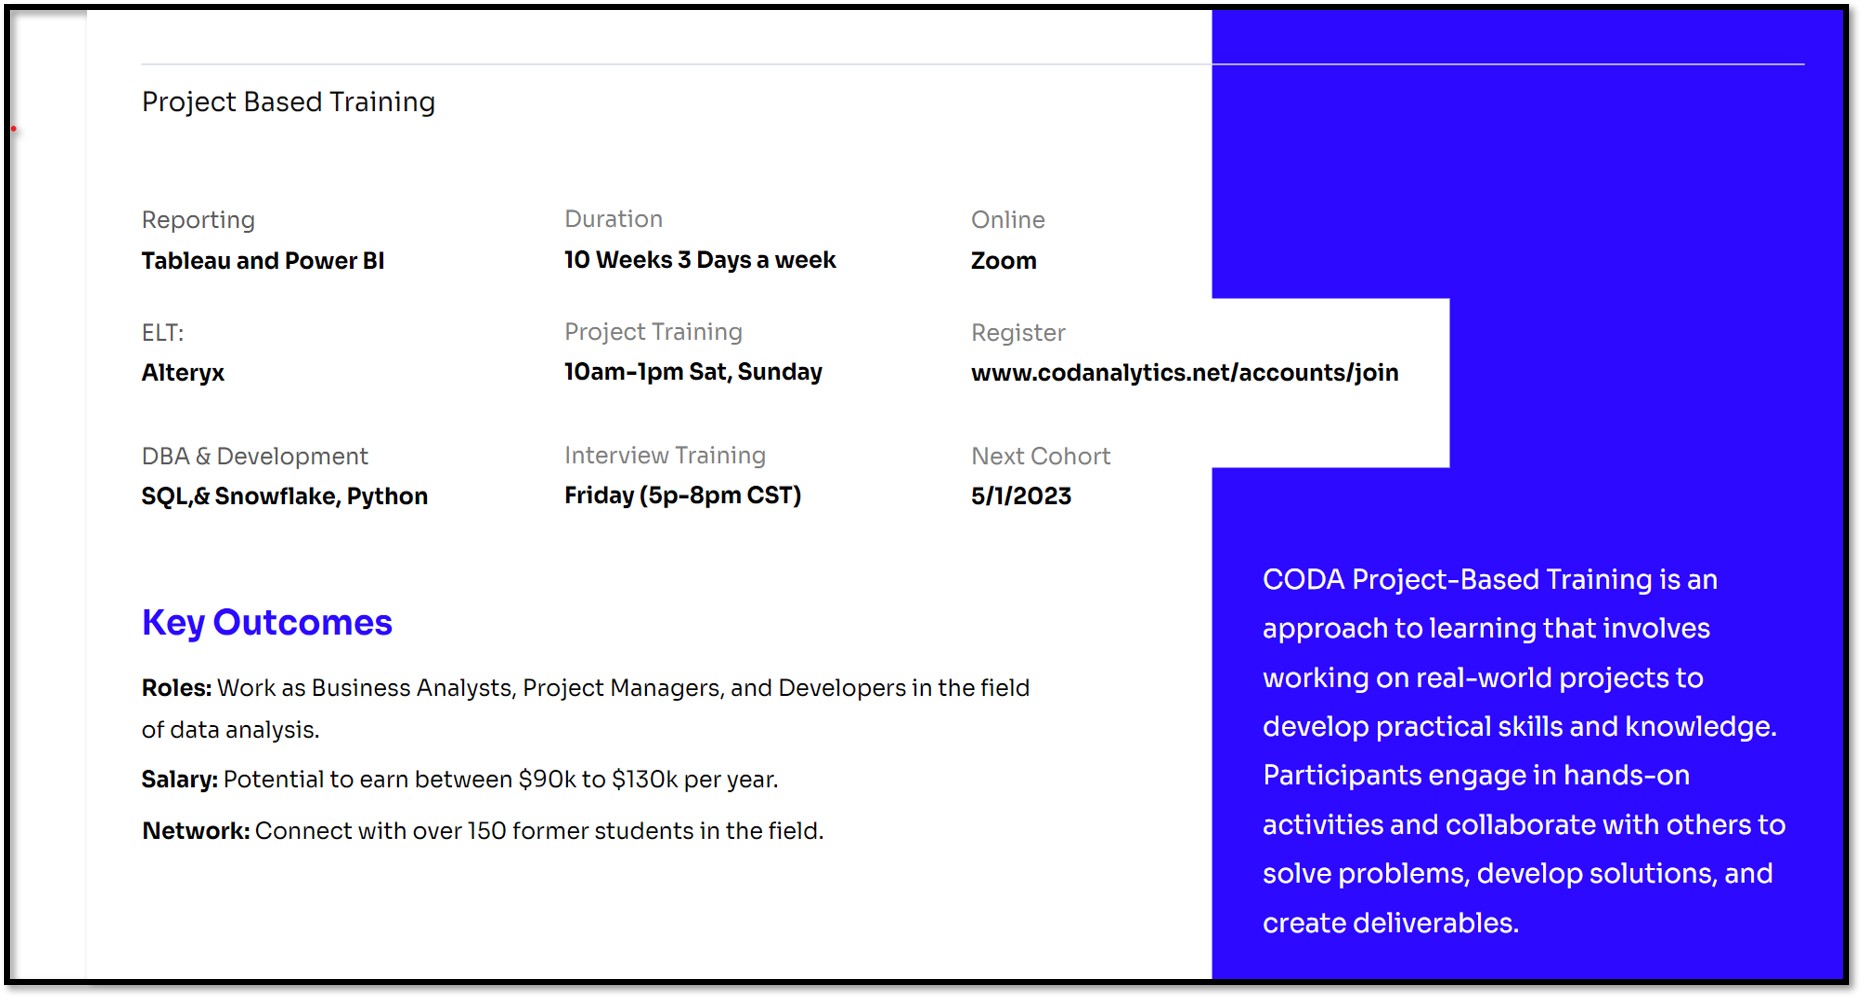 Project Based Training
Reporting
Tableau and Power BI
Duration
10 Weeks 3 Days a week
Online
Zoom
ELT:
Alteryx
Project Training
10am-1pm Sat, Sunday
Register
www.codanalytics.net/accounts/join
DBA & Development
SQL,& Snowflake, Python
Interview Training
Friday (5p-8pm CST)
Next Cohort
5/1/2023
Key Outcomes
Roles: Work as Business Analysts, Project Managers, and Developers in the field
of data analysis.
Salary: Potential to earn between $90k to $130k per year.
Network: Connect with over 150 former students in the field.
CODA Project-Based Training is an
approach to learning that involves
working on real-world projects to
develop practical skills and knowledge.
Participants engage in hands-on
activities and collaborate with others to
solve problems, develop solutions, and
create deliverables.